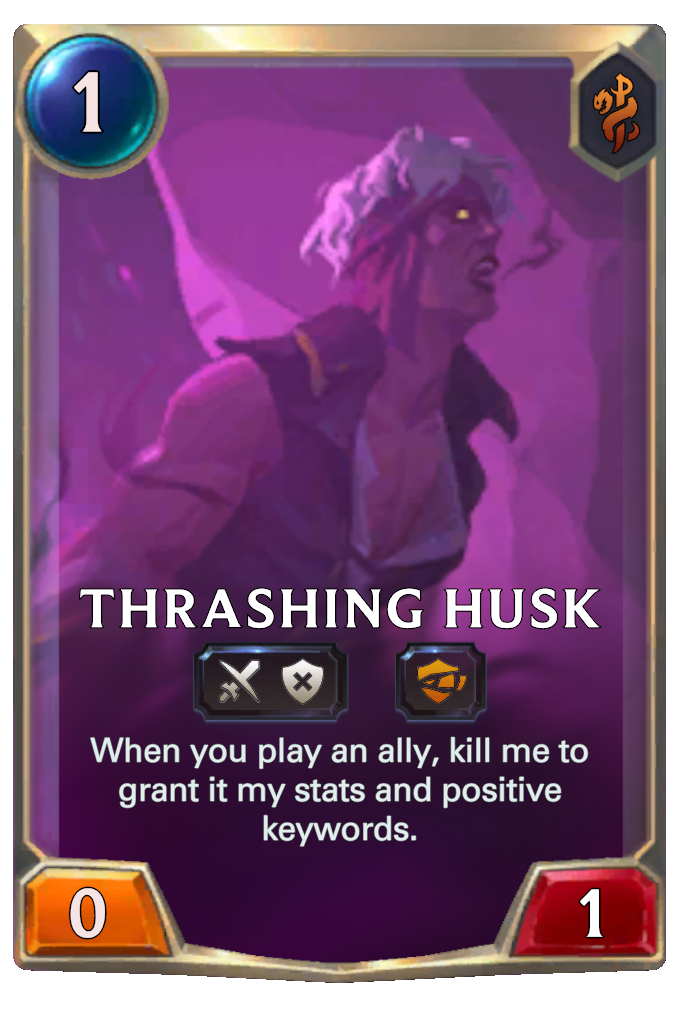 1
THRASHING HUSK
When you play an ally, kill me to
grant it my stats and positive
keywords.
0
1